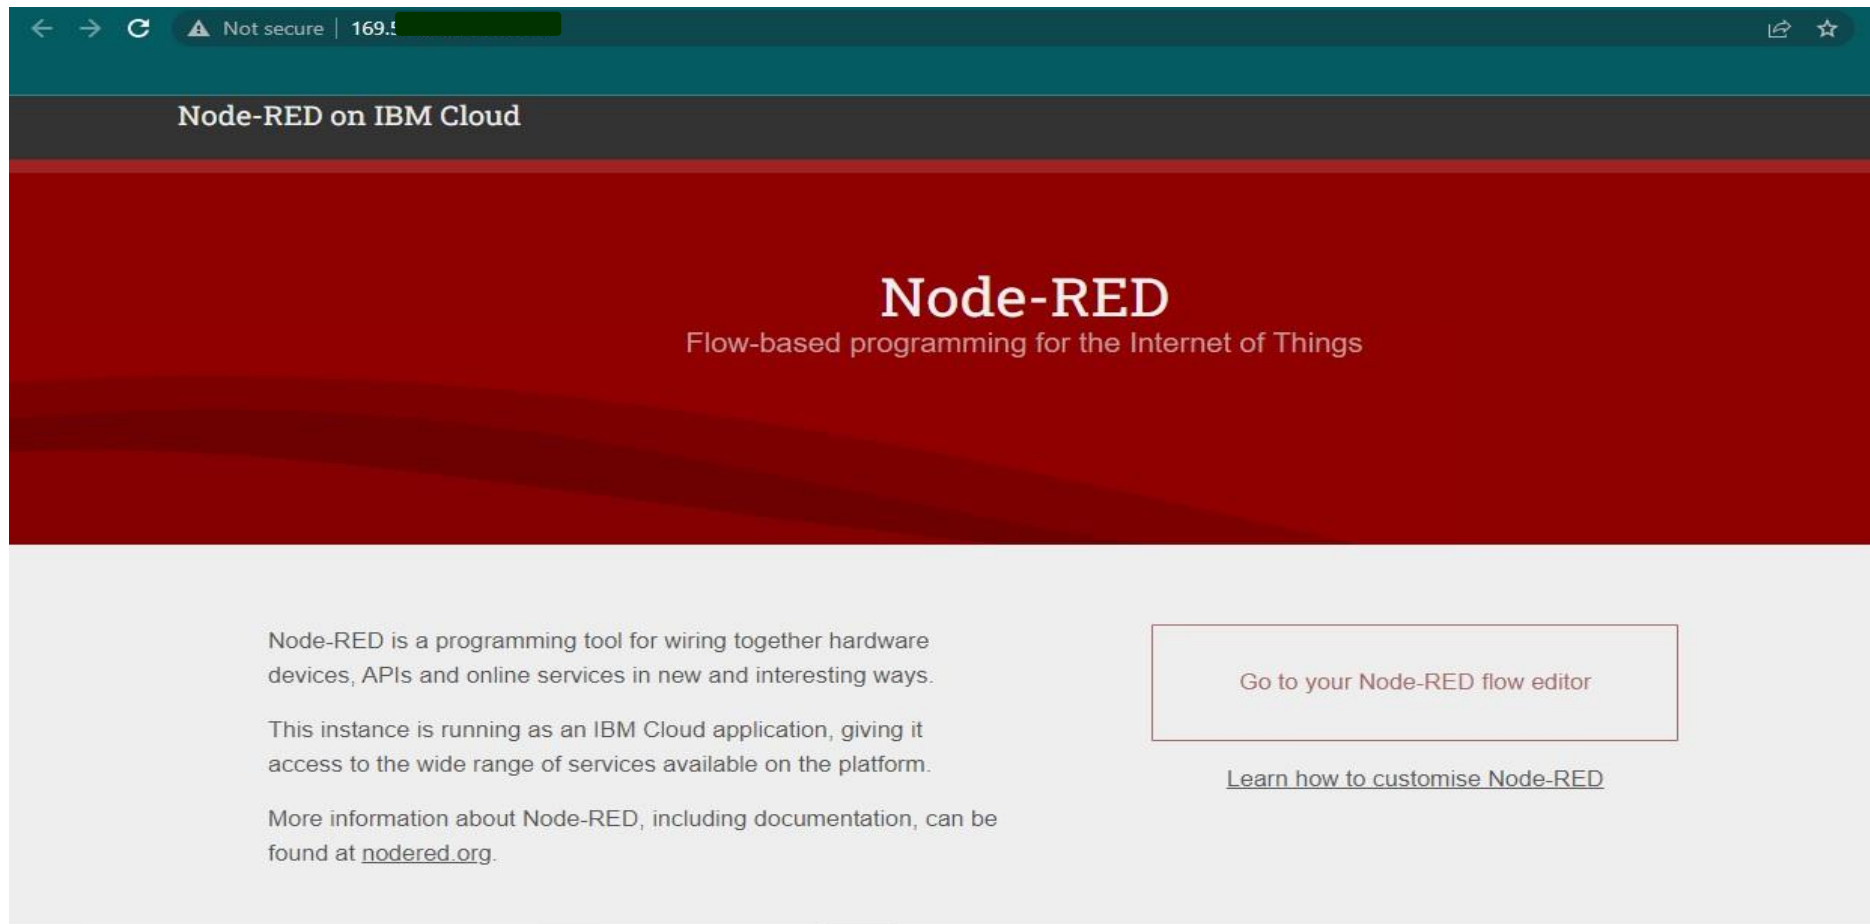 Not secure | 169.5
Node-RED on IBM Cloud
Node-RED
Flow-based programming for the Internet of Things
Node-RED is a programming tool for wiring together hardware
devices, APIs and online services in new and interesting ways.
This instance is running as an IBM Cloud application, giving it
access to the wide range of services available on the platform.
More information about Node-RED, including documentation, can be
found at nodered.org.
Go to your Node-RED flow editor
Learn how to customise Node-RED